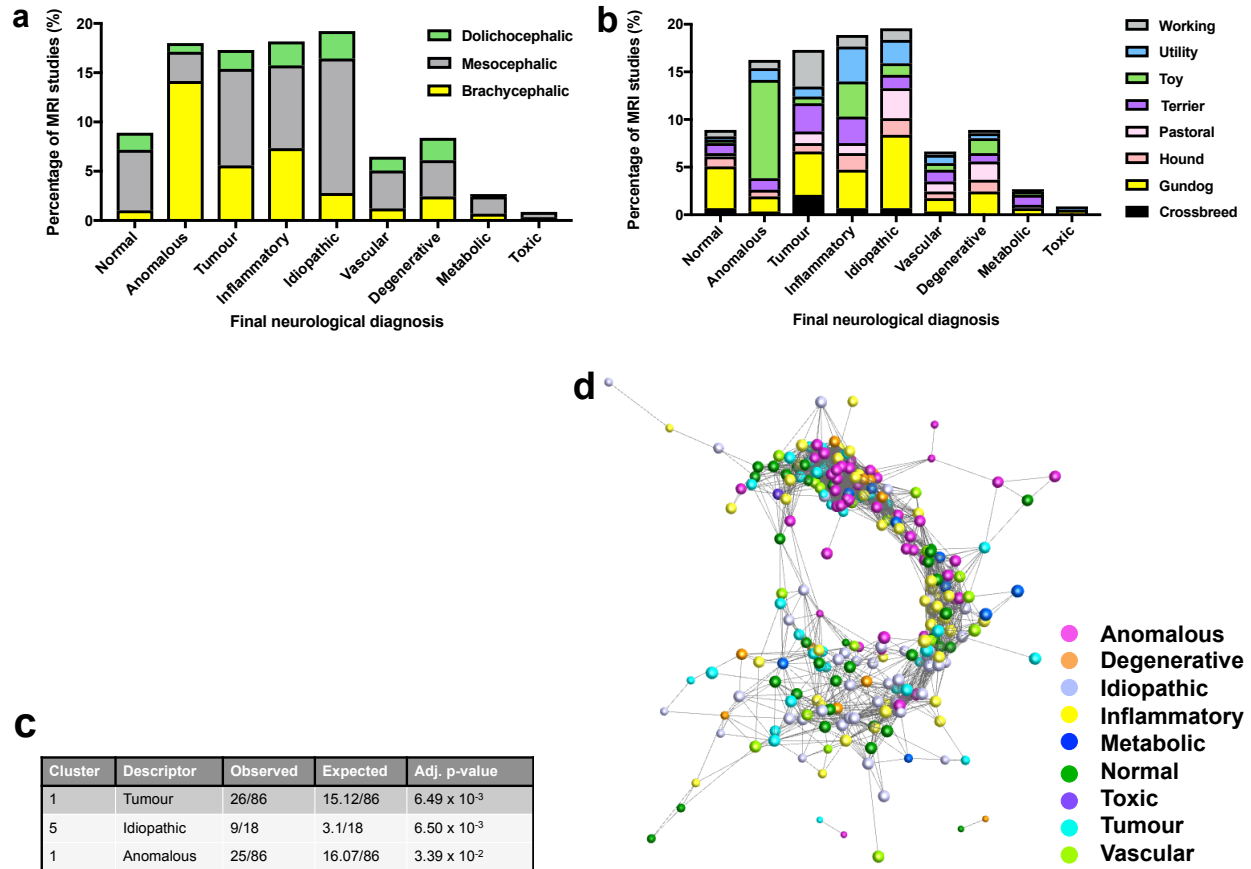 a
Percentage of MRI studies (%)
20
15
10
5
0
Dolichocephalic
Mesocephalic
Brachycephalic
Normal
Anomalous
Tumour
Inflammatory
Idiopathic
Vascular
Degenerative
Metabolic
Toxic
Final neurological diagnosis
b
Percentage of MRI studies (%)
20
15
10
5
0
Working
Utility
Toy
Terrier
Pastoral
Hound
Gundog
Crossbreed
Normal
Anomalous
Tumour
Inflammatory
Idiopathic
Vascular
Degenerative
Metabolic
Toxic
Final neurological diagnosis
c
Cluster Descriptor Observed Expected Adj. p-value
1 Tumour 26/86 15.12/86 6.49 x 10⁻³
5 Idiopathic 9/18 3.1/18 6.50 x 10⁻³
1 Anomalous 25/86 16.07/86 3.39 x 10⁻²
d
Anomalous
Degenerative
Idiopathic
Inflammatory
Metabolic
Normal
Toxic
Tumour
Vascular